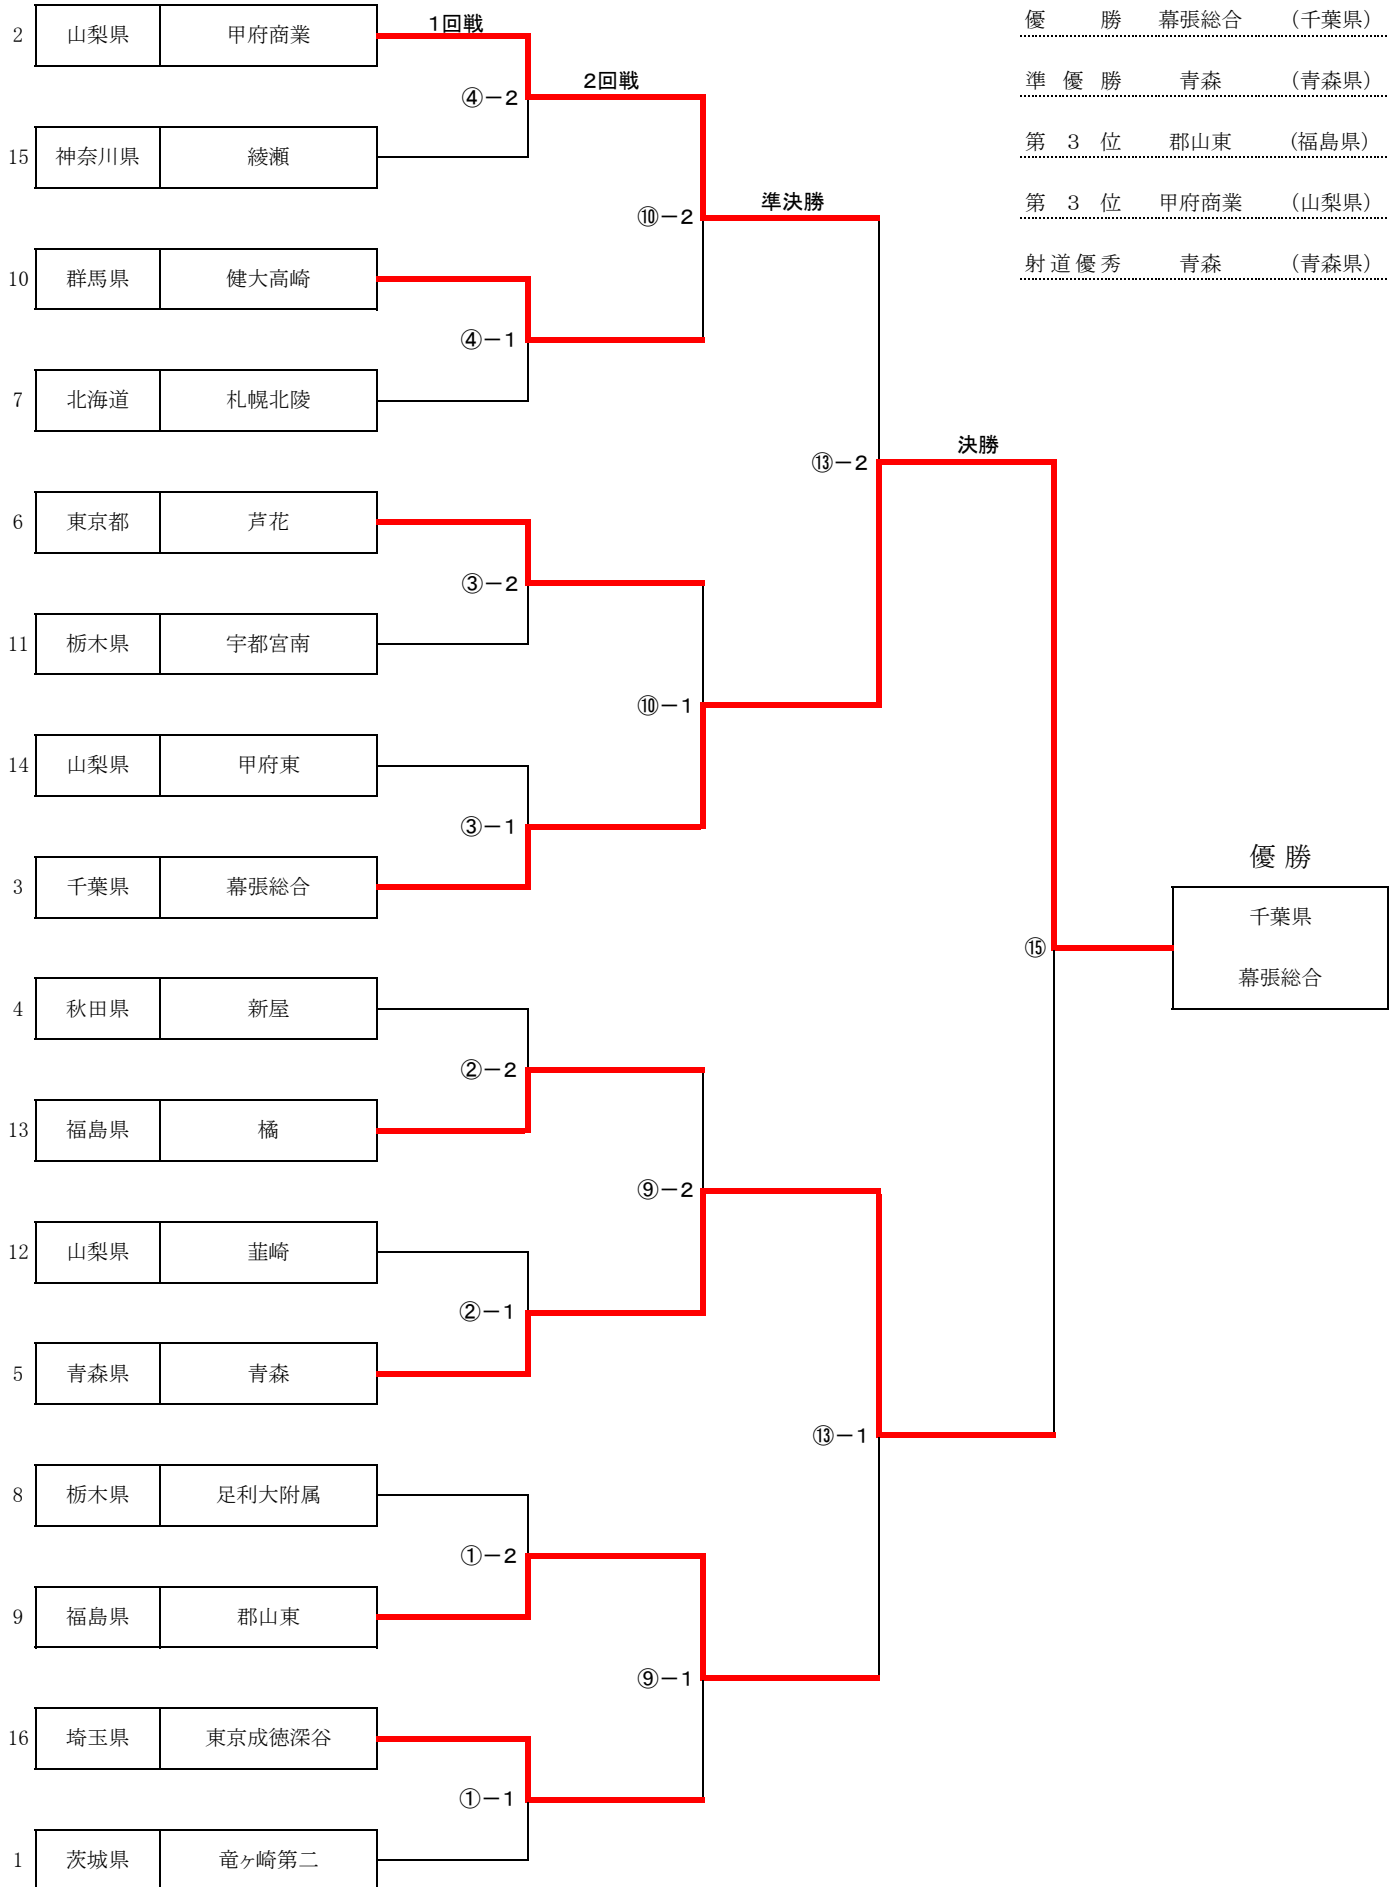 1回戦
優勝 幕張総合 (千葉県)
2 山梨県 甲府商業
2回戦
準優勝 青森 (青森県)
④－2
第3位 郡山東 (福島県)
15 神奈川県 綾瀬
準決勝
第3位 甲府商業 (山梨県)
⑩－2
射道優秀 青森 (青森県)
10 群馬県 健大高崎
④－1
7 北海道 札幌北陵
決勝
⑬－2
6 東京都 芦花
③－2
11 栃木県 宇都宮南
⑩－1
14 山梨県 甲府東
③－1
優勝
3 千葉県 幕張総合
千葉県
⑮
幕張総合
4 秋田県 新屋
②－2
13 福島県 橘
⑨－2
12 山梨県 韮崎
②－1
5 青森県 青森
⑬－1
8 栃木県 足利大附属
①－2
9 福島県 郡山東
⑨－1
16 埼玉県 東京成徳深谷
①－1
1 茨城県 竜ヶ崎第二